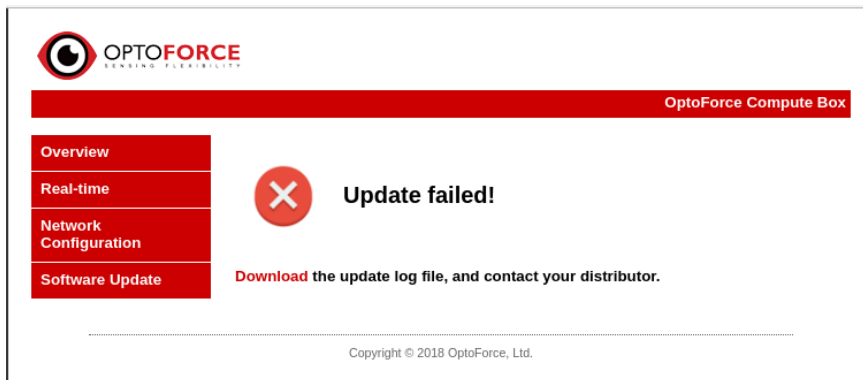 OPTOFORCE
SENSING FLEXIBILITY
OptoForce Compute Box
Overview
Real-time
Network
Configuration
Software Update
Update failed!
Download the update log file, and contact your distributor.
Copyright © 2018 OptoForce, Ltd.